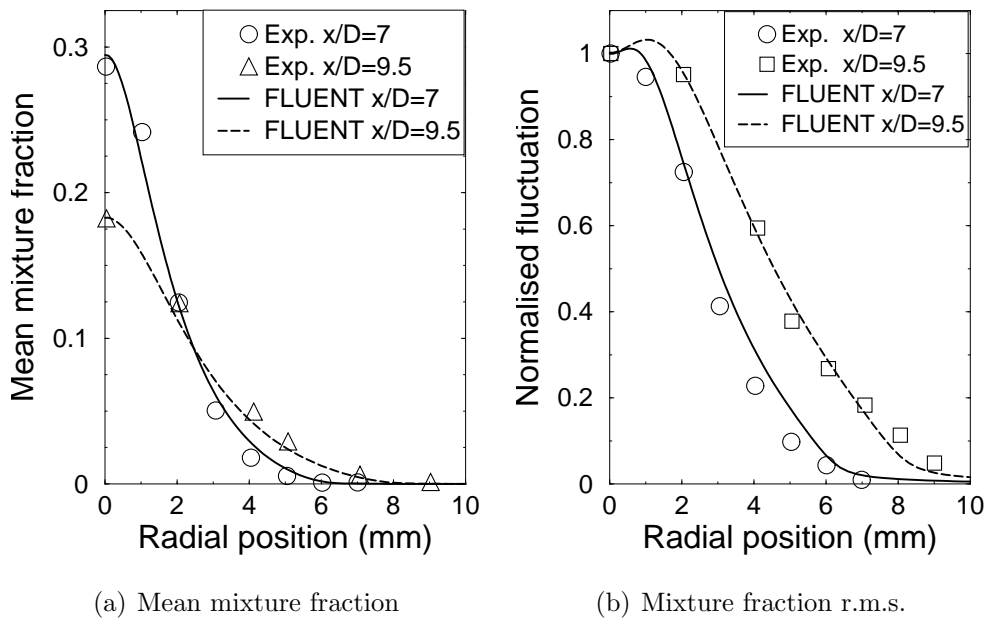 0.3
0.2
0.1
0
Mean mixture fraction
Exp. x/D=7
Exp. x/D=9.5
FLUENT x/D=7
FLUENT x/D=9.5
0 2 4 6 8 10
Radial position (mm)
(a) Mean mixture fraction
1
0.8
0.6
0.4
0.2
0
Normalised fluctuation
Exp. x/D=7
Exp. x/D=9.5
FLUENT x/D=7
FLUENT x/D=9.5
0 2 4 6 8 10
Radial position (mm)
(b) Mixture fraction r.m.s.